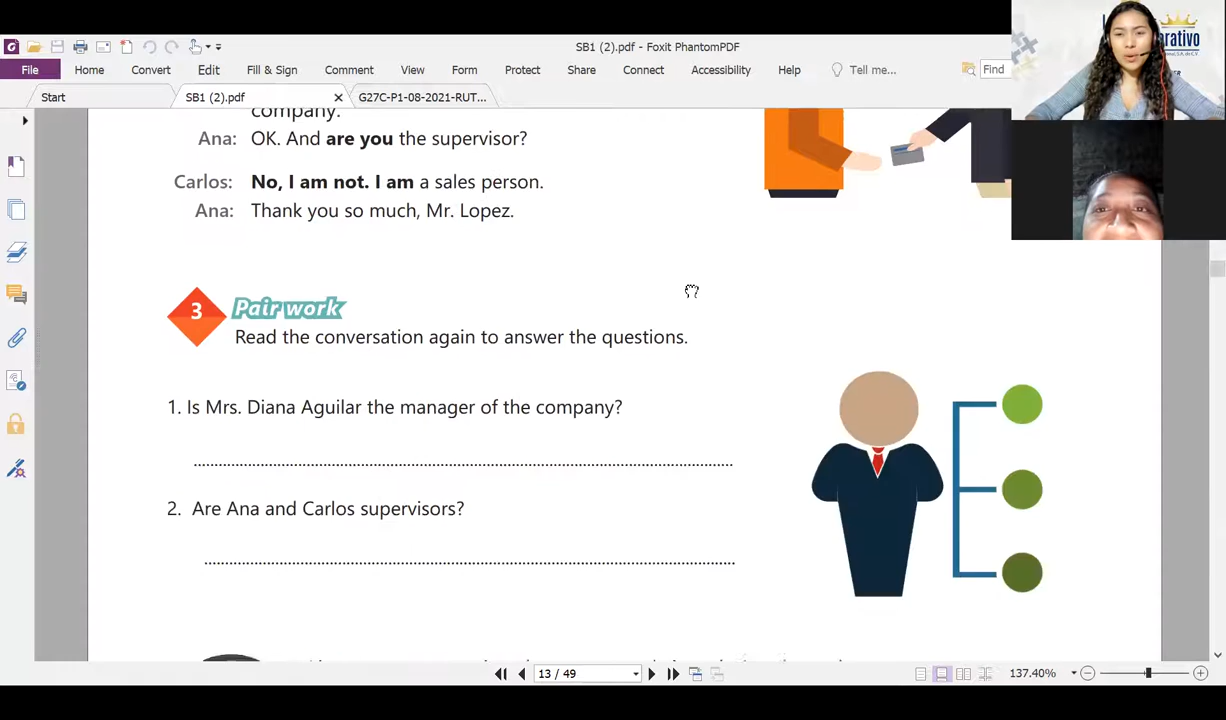 SB1 (2).pdf - Foxit PhantomPDF
File Home Convert Edit Fill & Sign Comment View Form Protect Share Connect Accessibility Help Tell me... Find
Start SB1 (2).pdf G27C-P1-08-2021-RUT...
company.
Ana: OK. And are you the supervisor?
Carlos: No, I am not. I am a sales person.
Ana: Thank you so much, Mr. Lopez.
3 Pair work
Read the conversation again to answer the questions.
1. Is Mrs. Diana Aguilar the manager of the company?
2. Are Ana and Carlos supervisors?
13 / 49
137.40%